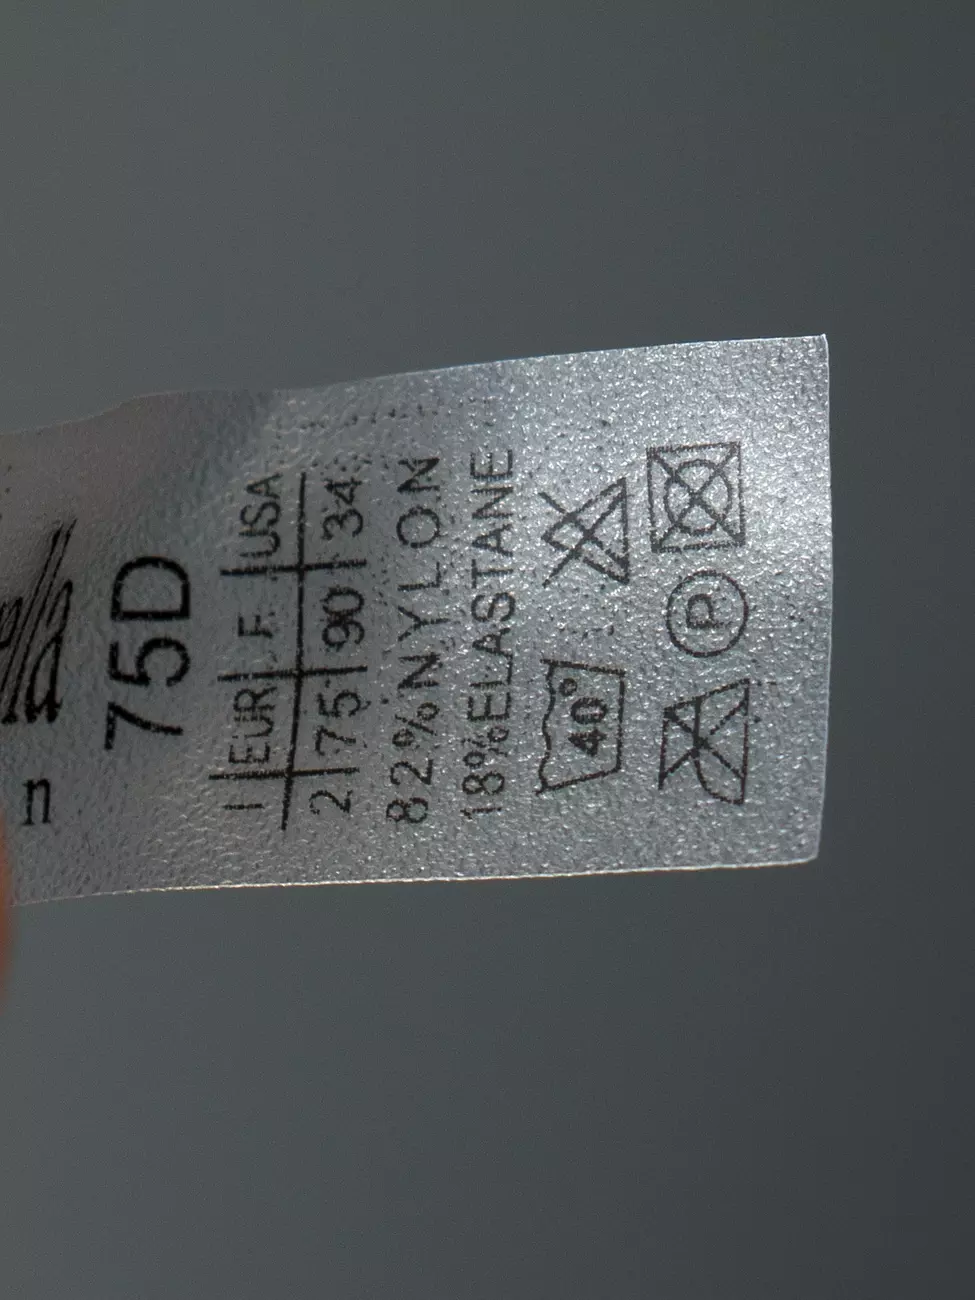 75D
I EUR. F. USA
2 75 90 34
82%NYLON
18%ELASTANE
40°
P
n